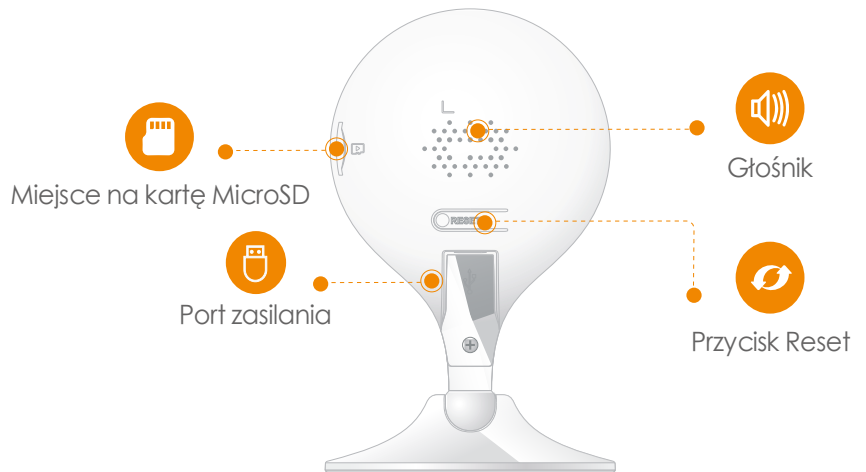 Głośnik
Miejsce na kartę MicroSD
RESET
Port zasilania
Przycisk Reset